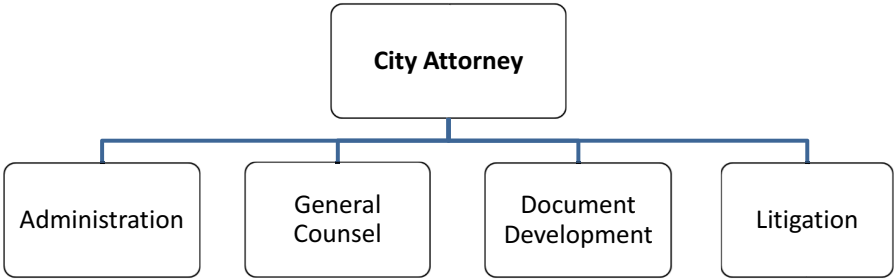 City Attorney
Administration
General
Counsel
Document
Development
Litigation